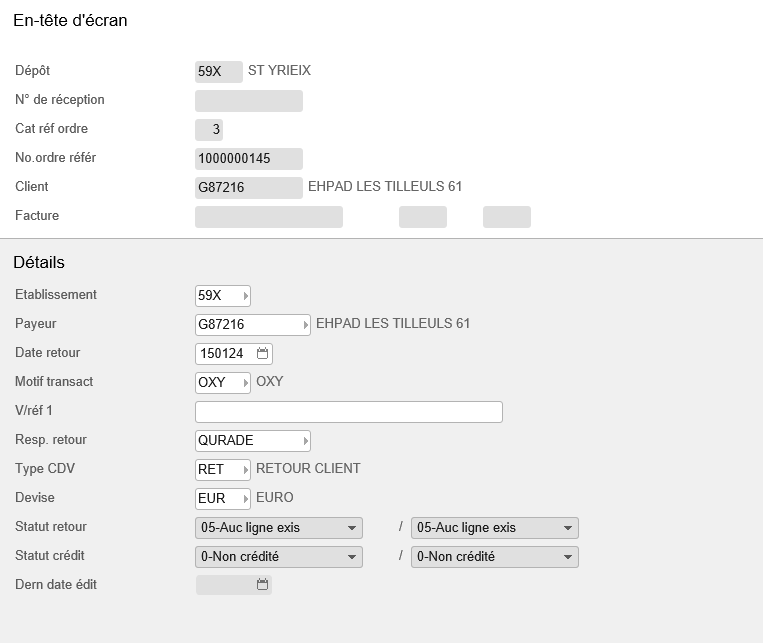 En-tête d'écran
Dépôt 59X ST YRIEIX
N° de réception
Cat réf ordre 3
No.ordre référ 1000000145
Client G87216 EHPAD LES TILLEULS 61
Facture
Détails
Etablissement 59X
Payeur G87216 EHPAD LES TILLEULS 61
Date retour 150124
Motif transact OXY OXY
V/réf 1
Resp. retour QURADE
Type CDV RET RETOUR CLIENT
Devise EUR EURO
Statut retour 05-Auc ligne exis / 05-Auc ligne exis
Statut crédit 0-Non crédité / 0-Non crédité
Dern date édit